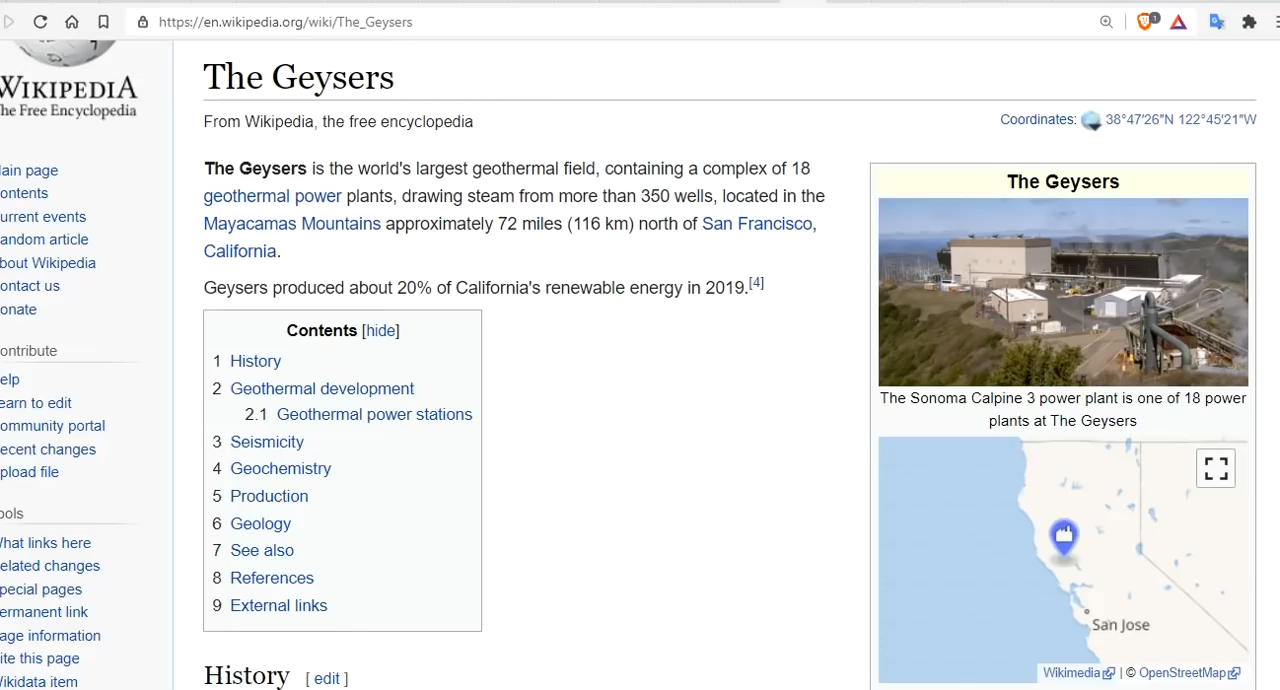 https://en.wikipedia.org/wiki/The_Geysers
1
WIKIPEDIA
The Free Encyclopedia
The Geysers
From Wikipedia, the free encyclopedia
Coordinates: 38°47′26″N 122°45′21″W
The Geysers is the world's largest geothermal field, containing a complex of 18
geothermal power plants, drawing steam from more than 350 wells, located in the
Mayacamas Mountains approximately 72 miles (116 km) north of San Francisco,
California.
Geysers produced about 20% of California's renewable energy in 2019.[4]
Contents [hide]
1 History
2 Geothermal development
2.1 Geothermal power stations
3 Seismicity
4 Geochemistry
5 Production
6 Geology
7 See also
8 References
9 External links
History [ edit ]
ain page
ontents
urrent events
andom article
bout Wikipedia
ontact us
onate
ontribute
elp
earn to edit
ommunity portal
ecent changes
pload file
ools
hat links here
elated changes
pecial pages
ermanent link
age information
ite this page
ikidata item
The Geysers
The Sonoma Calpine 3 power plant is one of 18 power
plants at The Geysers
San Jose
Wikimedia | © OpenStreetMap